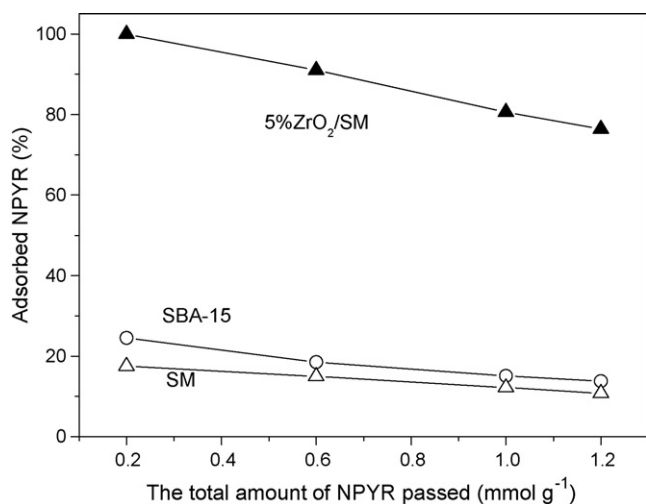 100
80
60
40
20
0
Adsorbed NPYR (%)
5%ZrO₂/SM
SBA-15
SM
0.2
0.4
0.6
0.8
1.0
1.2
The total amount of NPYR passed (mmol g⁻¹)